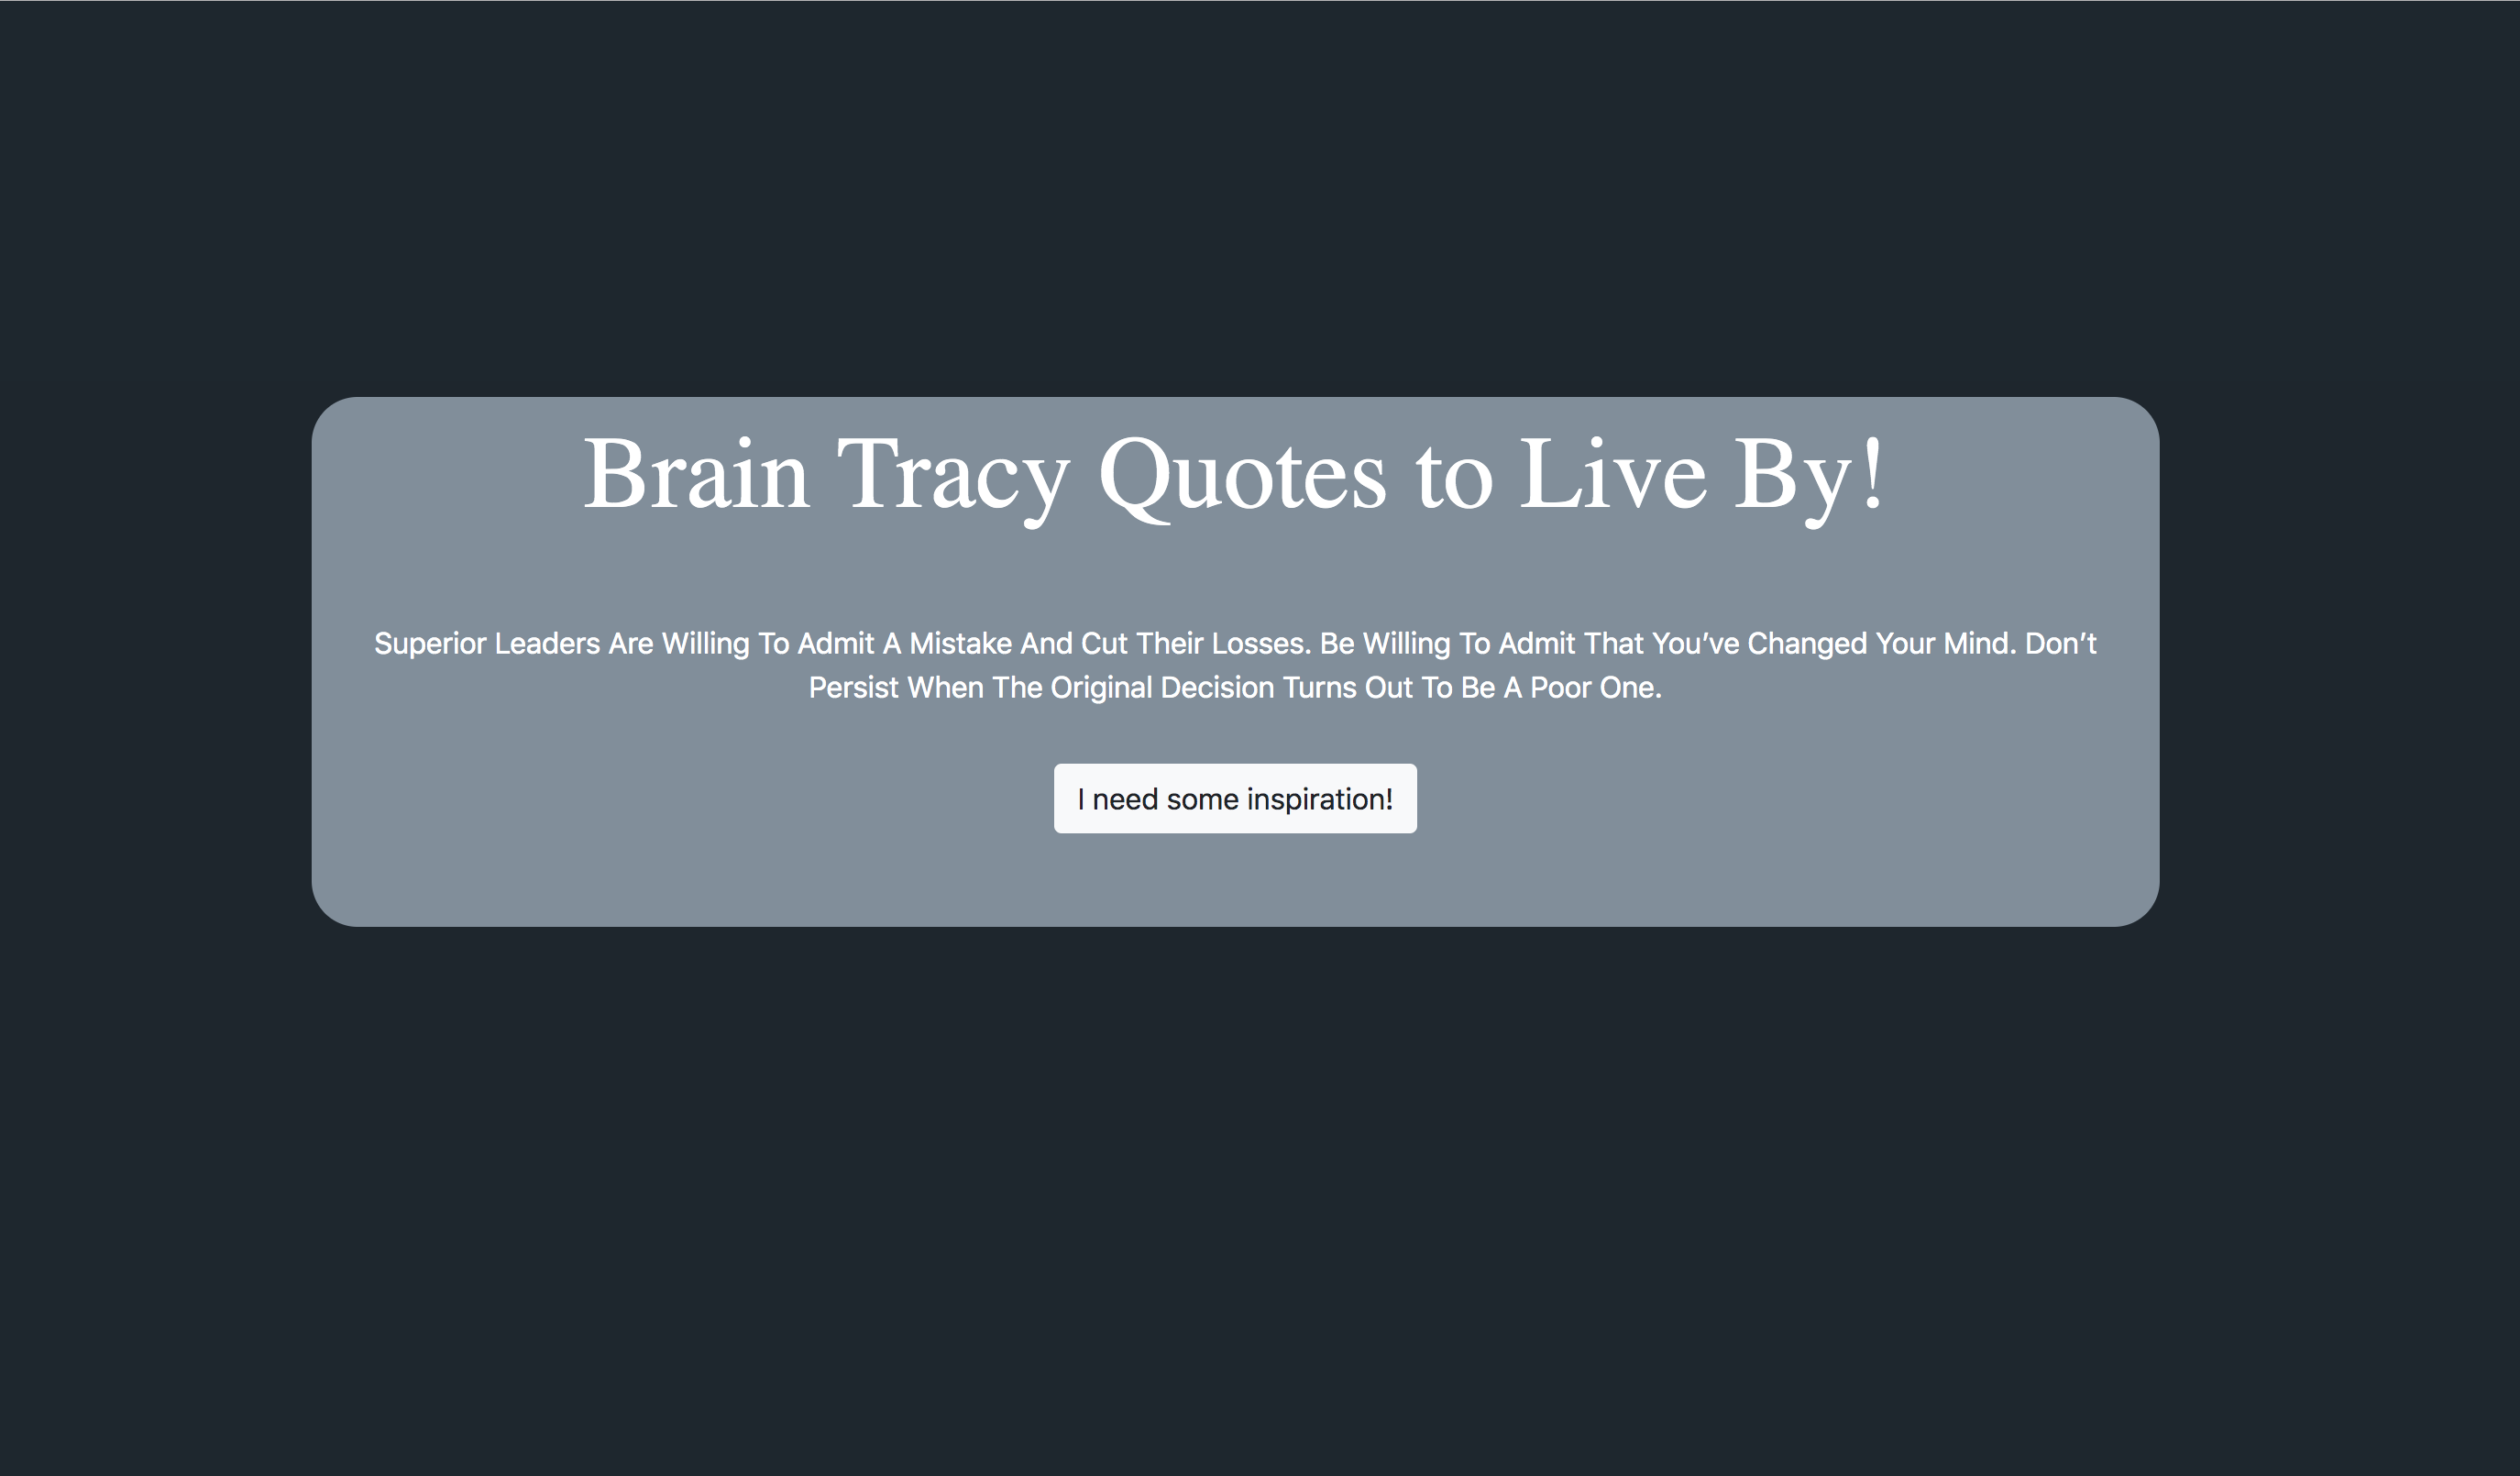 Brain Tracy Quotes to Live By!
Superior Leaders Are Willing To Admit A Mistake And Cut Their Losses. Be Willing To Admit That You’ve Changed Your Mind. Don’t
Persist When The Original Decision Turns Out To Be A Poor One.
I need some inspiration!